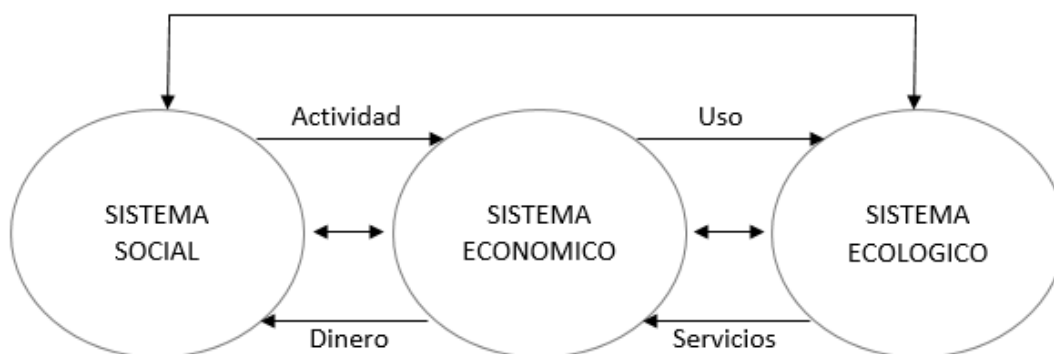 Actividad
Uso
SISTEMA
SOCIAL
SISTEMA
ECONOMICO
SISTEMA
ECOLOGICO
Dinero
Servicios